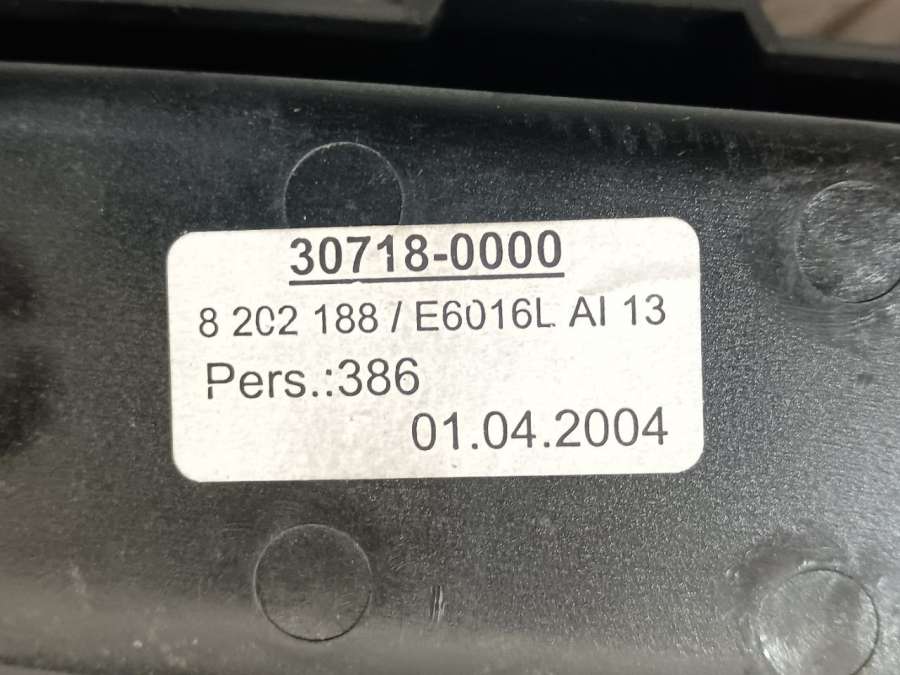 30718-0000
8 202 188 / E6016L AI 13
Pers.:386
01.04.2004